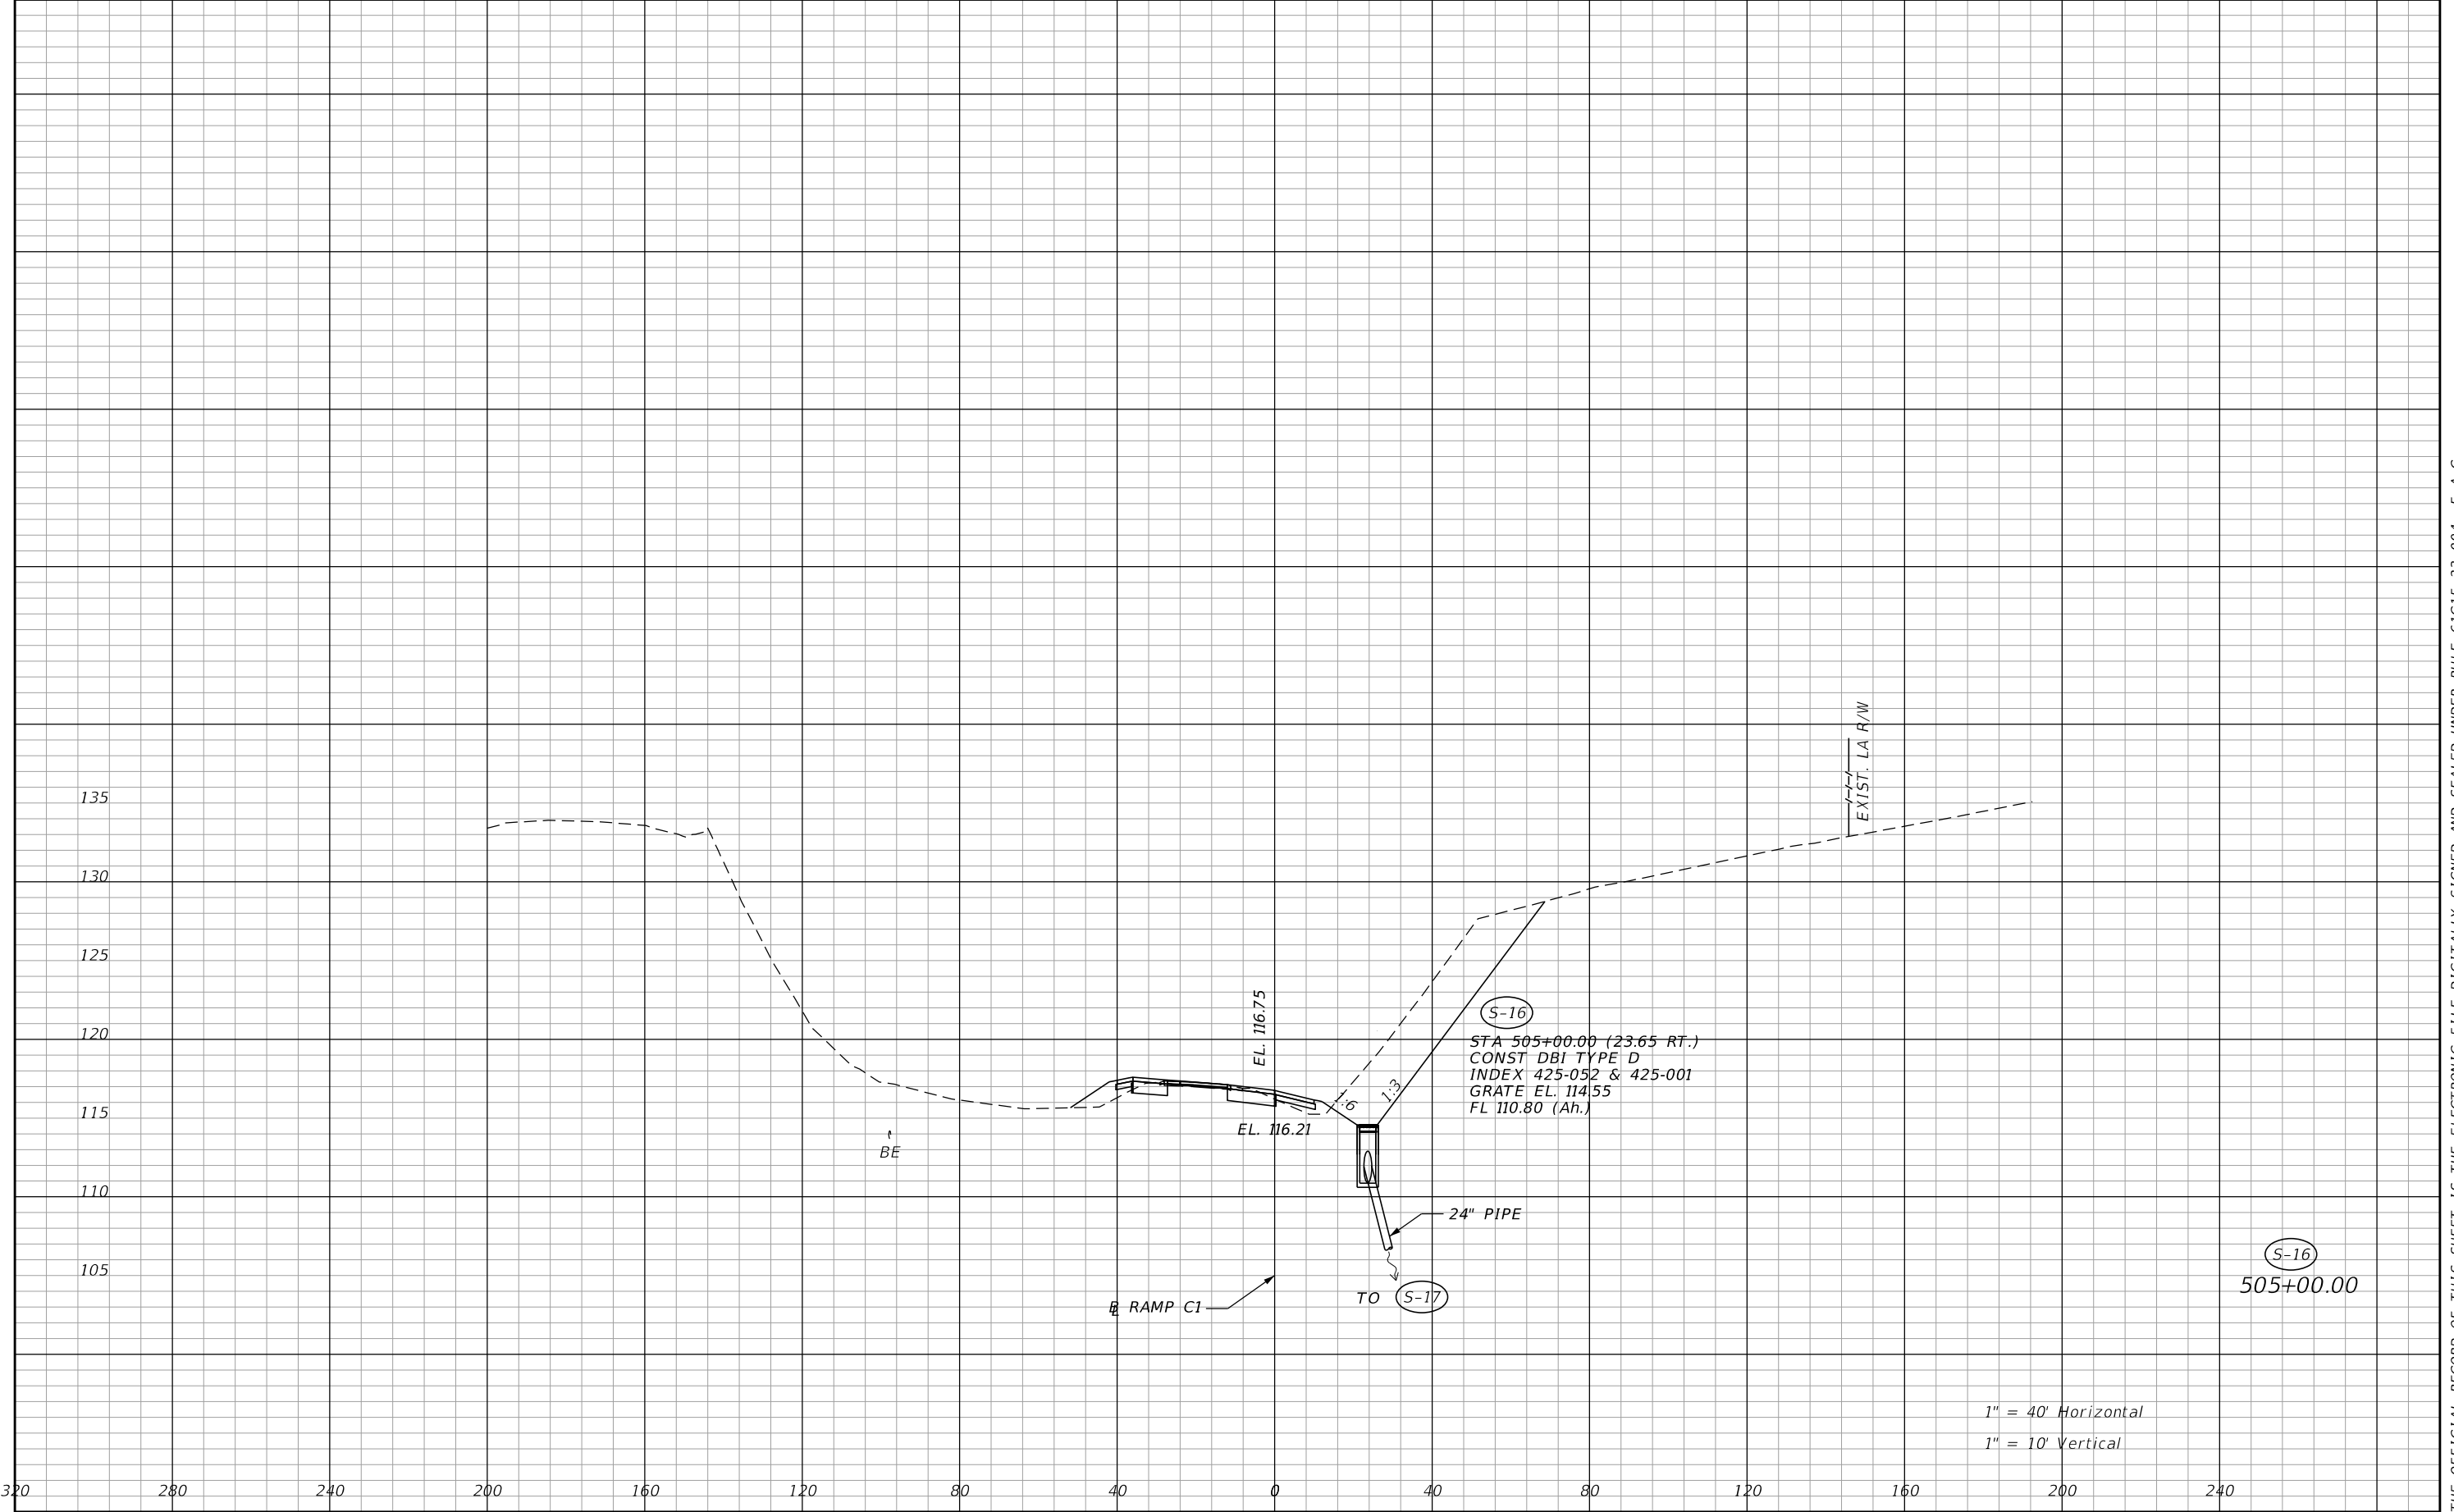 EXIST. LA R/W
135
130
125
120
115
110
105
EL. 116.75
S-16
STA 505+00.00 (23.65 RT.)
CONST DBI TYPE D
INDEX 425-052 & 425-001
GRATE EL. 114.55
FL 110.80 (Ah.)
1:6
1:3
EL. 116.21
BE
24" PIPE
TO S-17
BL RAMP C1
S-16
505+00.00
1" = 40' Horizontal
1" = 10' Vertical
320 280 240 200 160 120 80 40 0 40 80 120 160 200 240